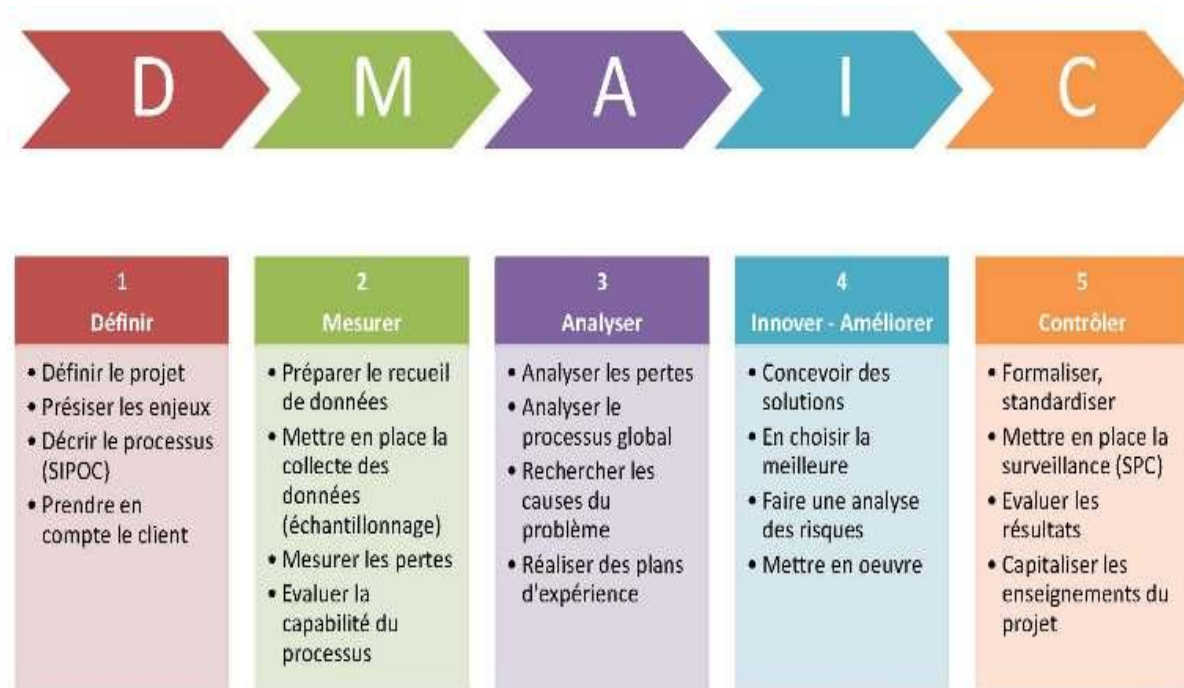 D
M
A
I
C
1
Définir
• Définir le projet
• Présiser les enjeux
• Décrir le processus
(SIPOC)
• Prendre en
compte le client
2
Mesurer
• Préparer le recueil
de données
• Mettre en place la
collecte des
données
(échantillonnage)
• Mesurer les pertes
• Evaluer la
capabilité du
processus
3
Analyser
• Analyser les pertes
• Analyser le
processus global
• Rechercher les
causes du
problème
• Réaliser des plans
d'expérience
4
Innover - Améliorer
• Concevoir des
solutions
• En choisir la
meilleure
• Faire une analyse
des risques
• Mettre en oeuvre
5
Contrôler
• Formaliser,
standardiser
• Mettre en place la
surveillance (SPC)
• Evaluer les
résultats
• Capitaliser les
enseignements du
projet